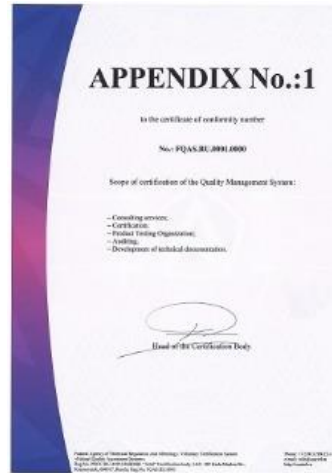 APPENDIX No.:1
to the certificate of conformity number
No.: FQAS.RU.0001.0000
Scope of certification of the Quality Management System:
- Consulting services;
- Certification;
- Product Testing Organization;
- Auditing,
- Development of technical documentation.
Head of the Certification Body